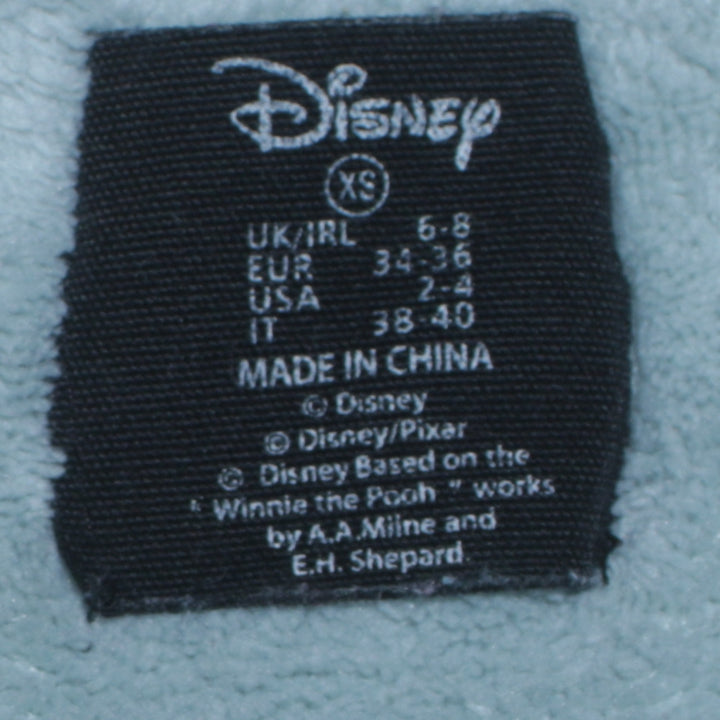 Disney
XS
UK/IRL 6-8
EUR 34-36
USA 2-4
IT 38-40
MADE IN CHINA
© Disney
© Disney/Pixar
© Disney Based on the
“ Winnie the Pooh ” works
by A.A.Milne and
E.H. Shepard.